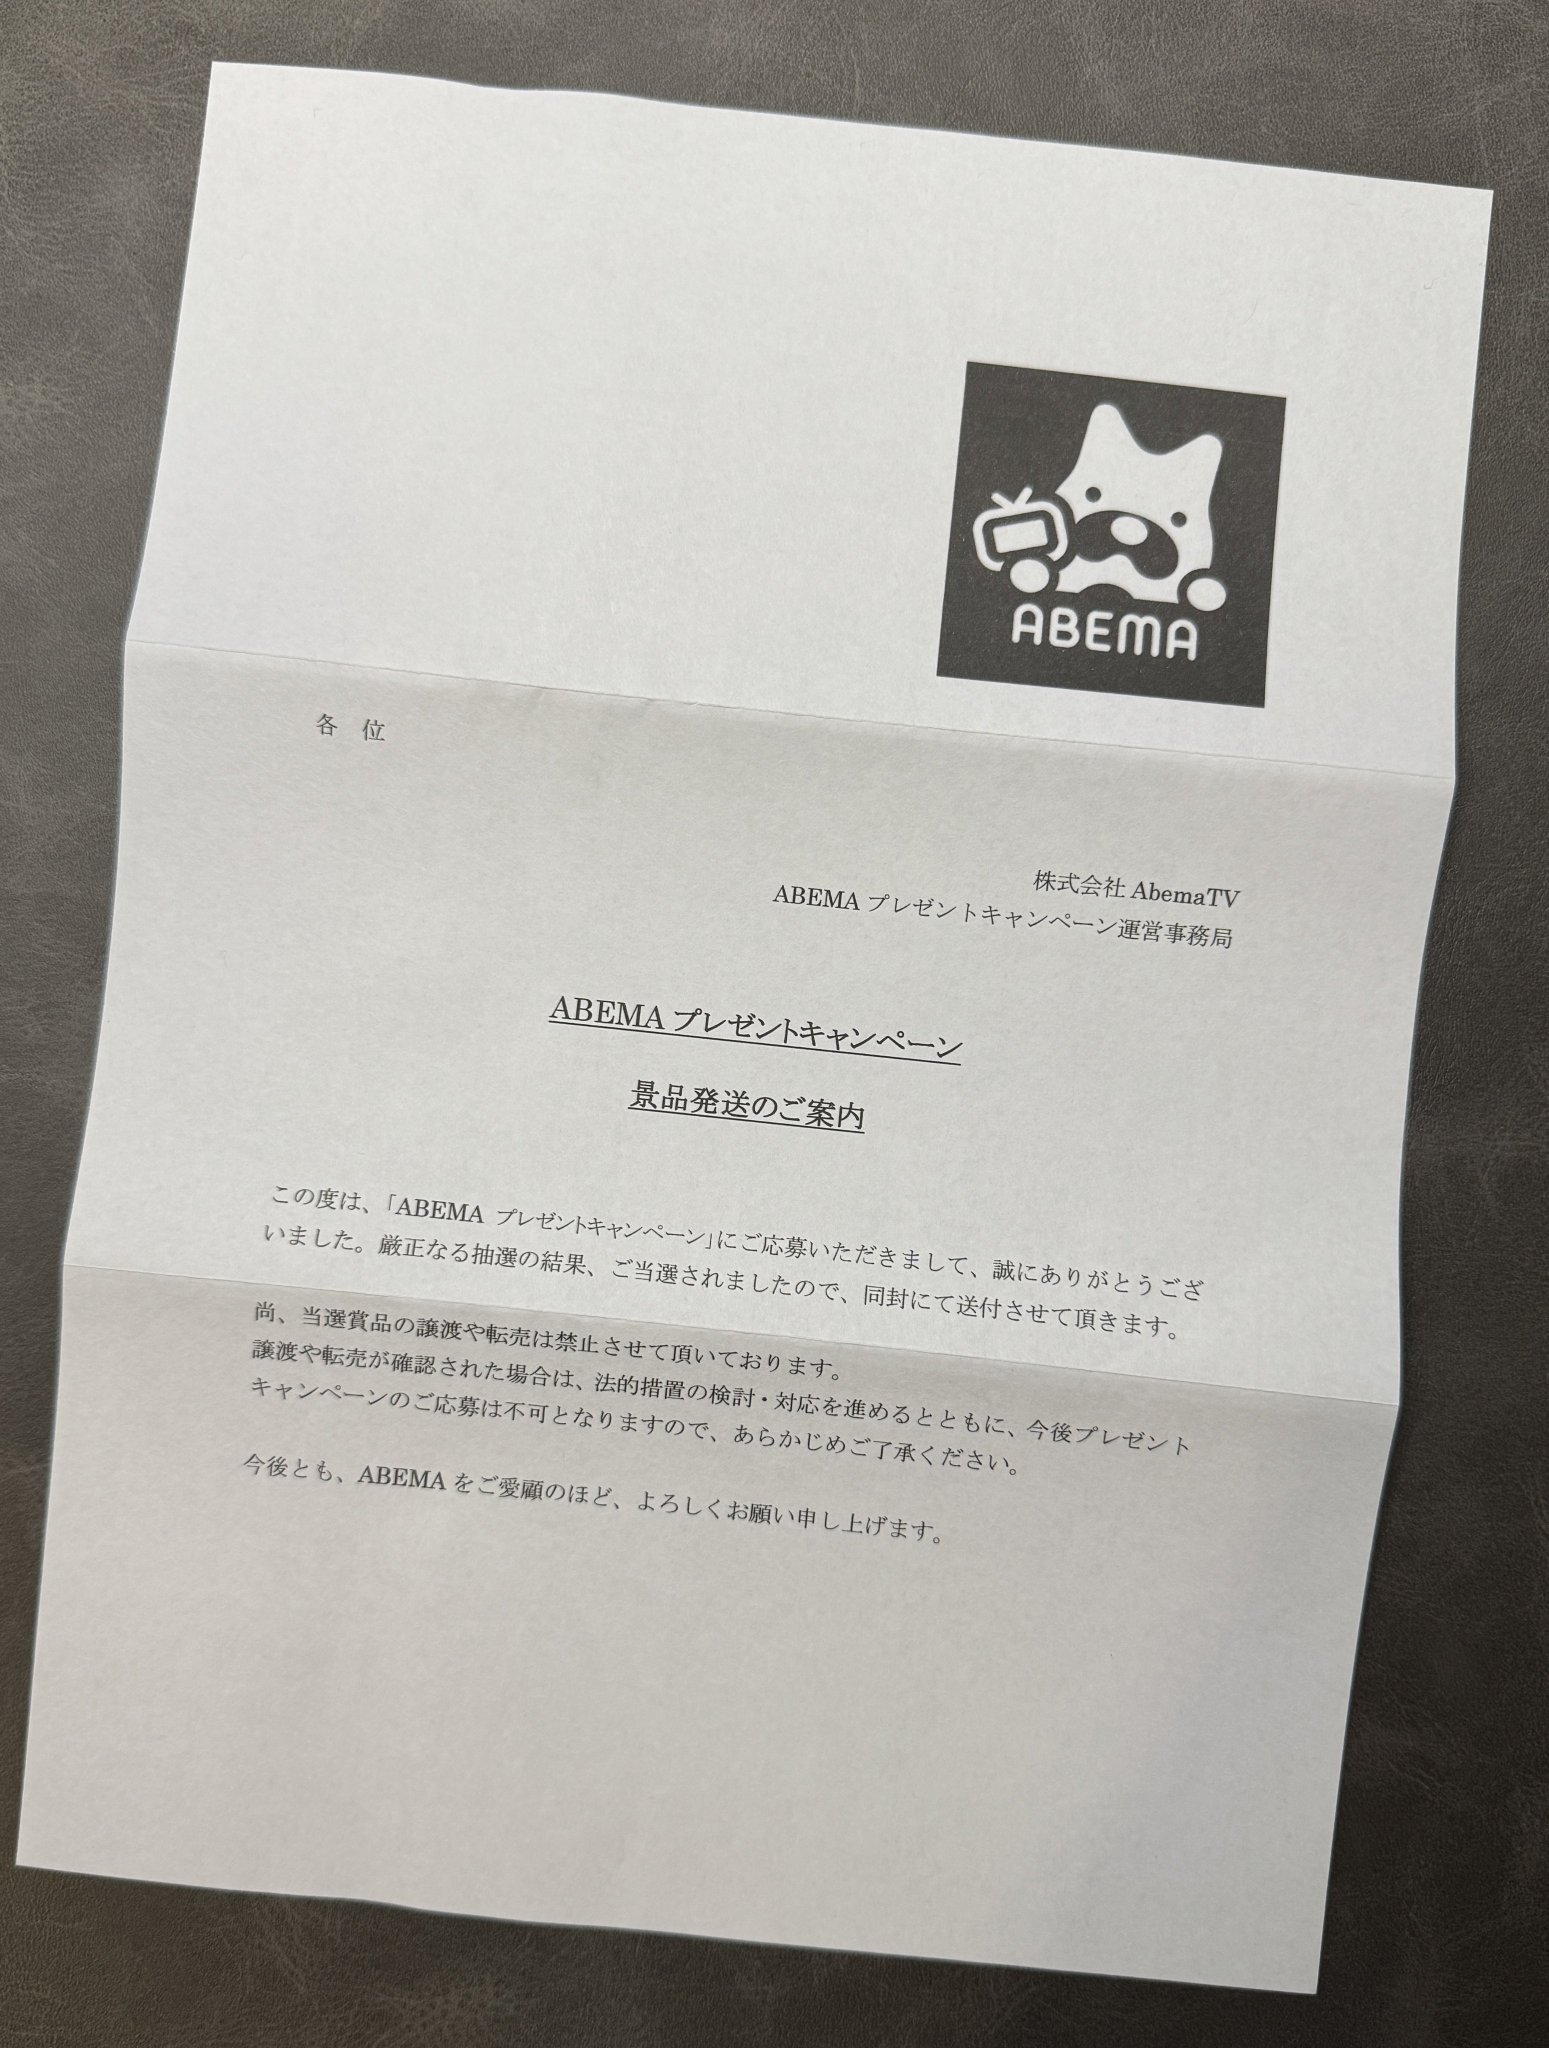 ABEMA
各 位
株式会社 AbemaTV
ABEMA プレゼントキャンペーン運営事務局
ABEMA プレゼントキャンペーン
景品発送のご案内
この度は、「ABEMA プレゼントキャンペーン」にご応募いただきまして、誠にありがとうござ
いました。厳正なる抽選の結果、ご当選されましたので、同封にて送付させて頂きます。
尚、当選賞品の譲渡や転売は禁止させて頂いております。
譲渡や転売が確認された場合は、法的措置の検討・対応を進めるとともに、今後プレゼント
キャンペーンのご応募は不可となりますので、あらかじめご了承ください。
今後とも、ABEMA をご愛顧のほど、よろしくお願い申し上げます。